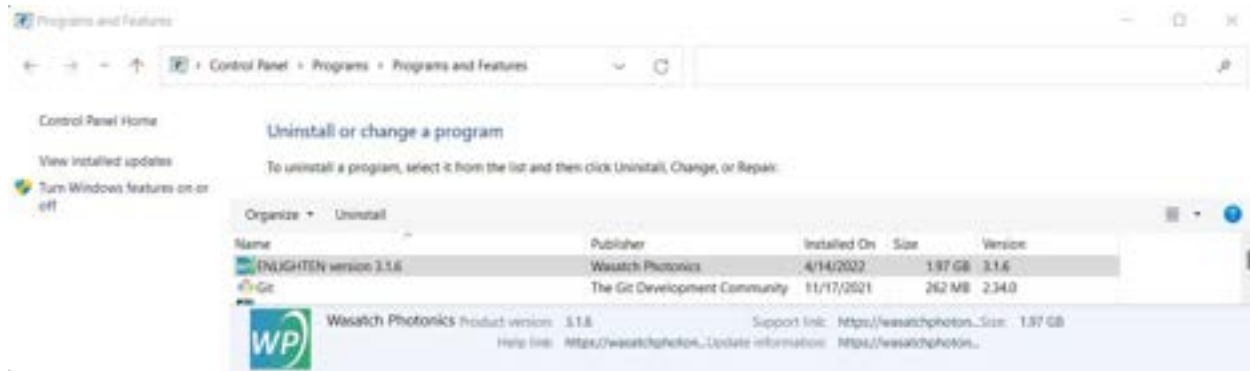 Programs and Features
Control Panel › Programs › Programs and Features
Control Panel Home
Uninstall or change a program
View installed updates
To uninstall a program, select it from the list and then click Uninstall, Change, or Repair.
Turn Windows features on or
off
Organize Uninstall
Name Publisher Installed On Size Version
ENLIGHTEN version 3.1.6 Wasatch Photonics 4/14/2022 1.97 GB 3.1.6
Git The Git Development Community 11/17/2021 262 MB 2.34.0
Wasatch Photonics Product version: 3.1.6 Support link: https://wasatchphoton... Size: 1.97 GB
WP
Help link: https://wasatchphoton... Update information: https://wasatchphoton...